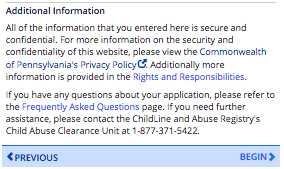 Additional Information
All of the information that you entered here is secure and
confidential. For more information on the security and
confidentiality of this website, please view the Commonwealth
of Pennsylvania's Privacy Policy. Additionally more
information is provided in the Rights and Responsibilities.
If you have any questions about your application, please refer to
the Frequently Asked Questions page. If you need further
assistance, please contact the ChildLine and Abuse Registry's
Child Abuse Clearance Unit at 1-877-371-5422.
PREVIOUS
BEGIN